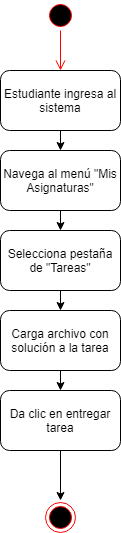 Estudiante ingresa al
sistema
Navega al menú "Mis
Asignaturas"
Selecciona pestaña
de "Tareas"
Carga archivo con
solución a la tarea
Da clic en entregar
tarea